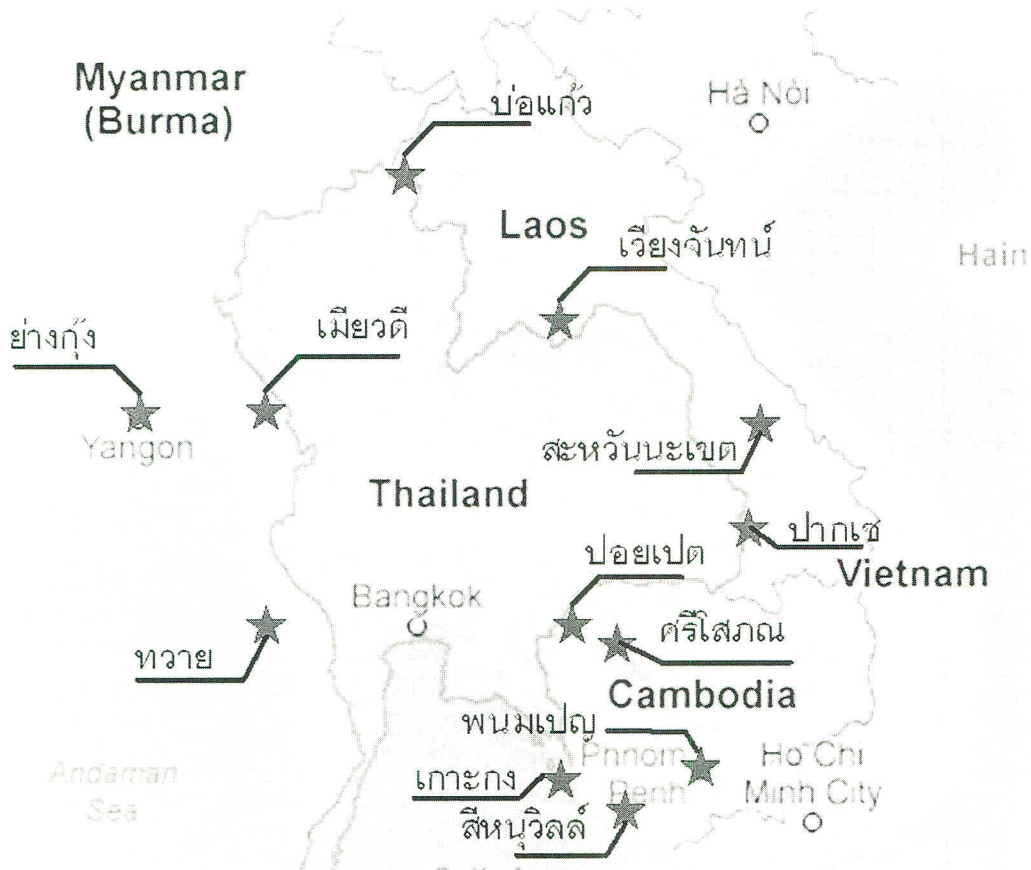 Myanmar
(Burma)
บ่อแก้ว
Hà Nội
Laos
เวียงจันทน์
Hain
ย่างกุ้ง
เมียวดี
Yangon
สะหวันนะเขต
Thailand
ปากเซ
ปอยเปต
Vietnam
Bangkok
ศรีโสภณ
ทวาย
Cambodia
พนมเปญ
Phnom
Penh
Ho Chi
Minh City
Andaman
Sea
เกาะกง
สีหนุวิลล์